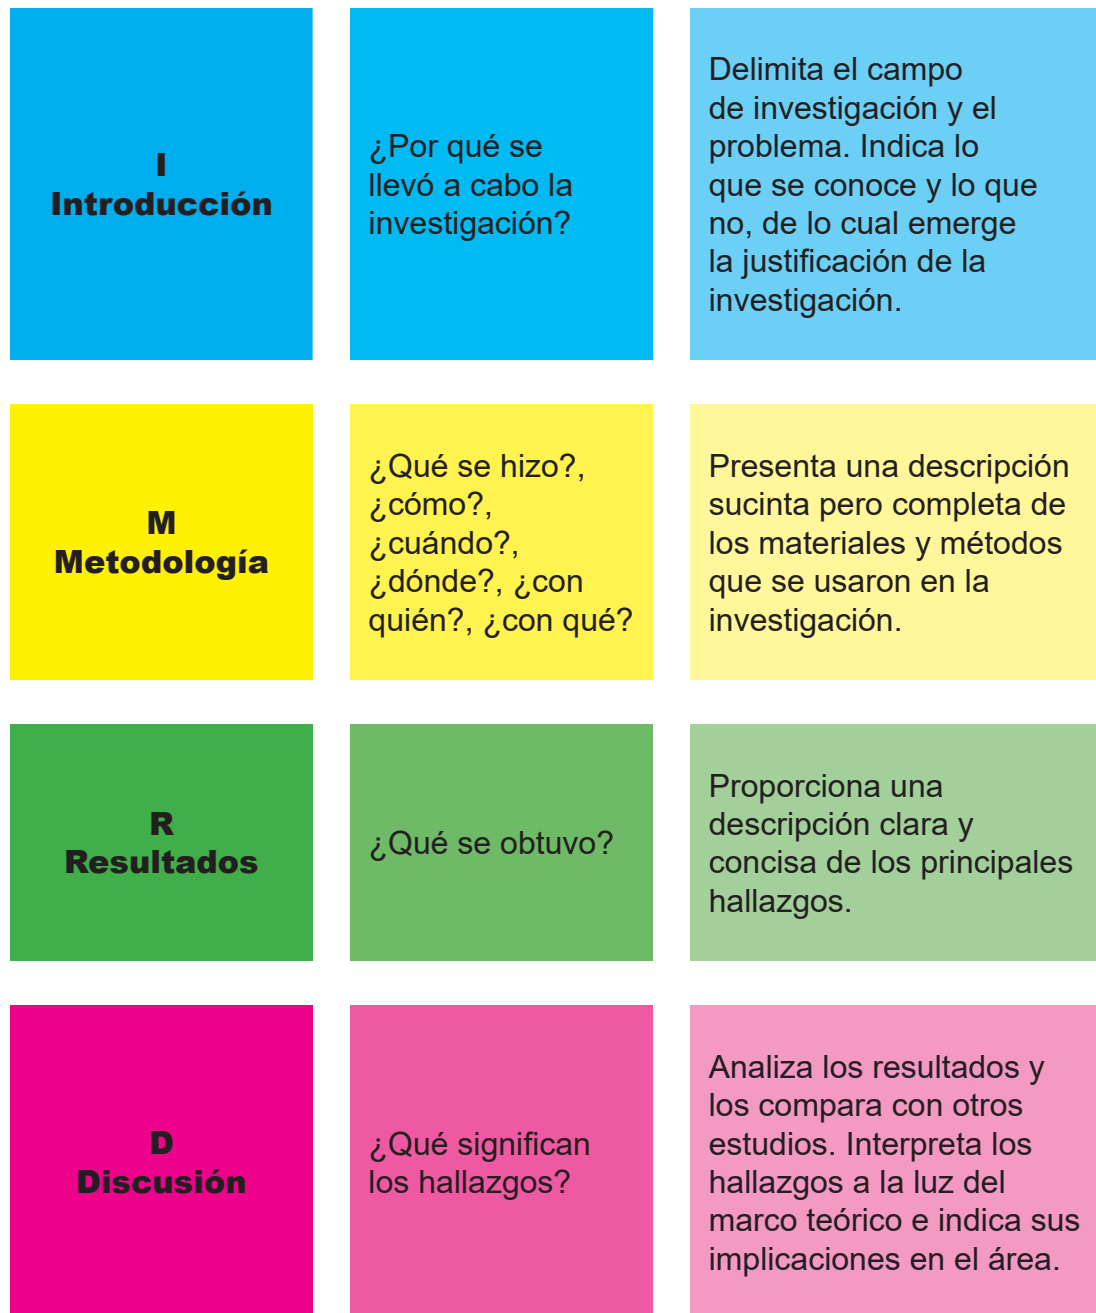 I
Introducción
¿Por qué se
llevó a cabo la
investigación?
Delimita el campo
de investigación y el
problema. Indica lo
que se conoce y lo que
no, de lo cual emerge
la justificación de la
investigación.
M
Metodología
¿Qué se hizo?,
¿cómo?,
¿cuándo?,
¿dónde?, ¿con
quién?, ¿con qué?
Presenta una descripción
sucinta pero completa de
los materiales y métodos
que se usaron en la
investigación.
R
Resultados
¿Qué se obtuvo?
Proporciona una
descripción clara y
concisa de los principales
hallazgos.
D
Discusión
¿Qué significan
los hallazgos?
Analiza los resultados y
los compara con otros
estudios. Interpreta los
hallazgos a la luz del
marco teórico e indica sus
implicaciones en el área.